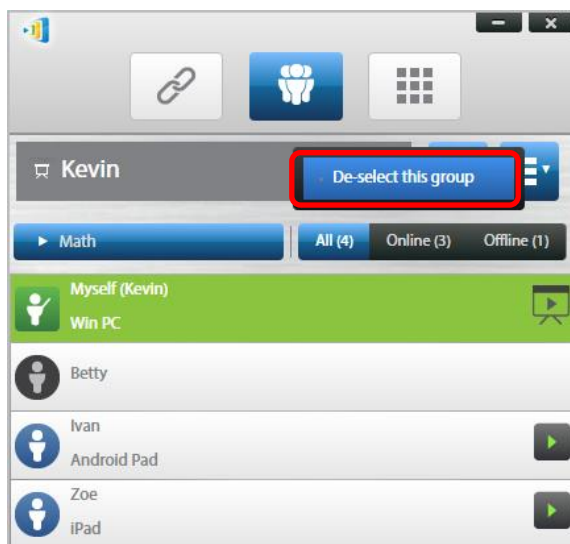 Kevin
De-select this group
Math
All (4) Online (3) Offline (1)
Myself (Kevin)
Win PC
Betty
Ivan
Android Pad
Zoe
iPad